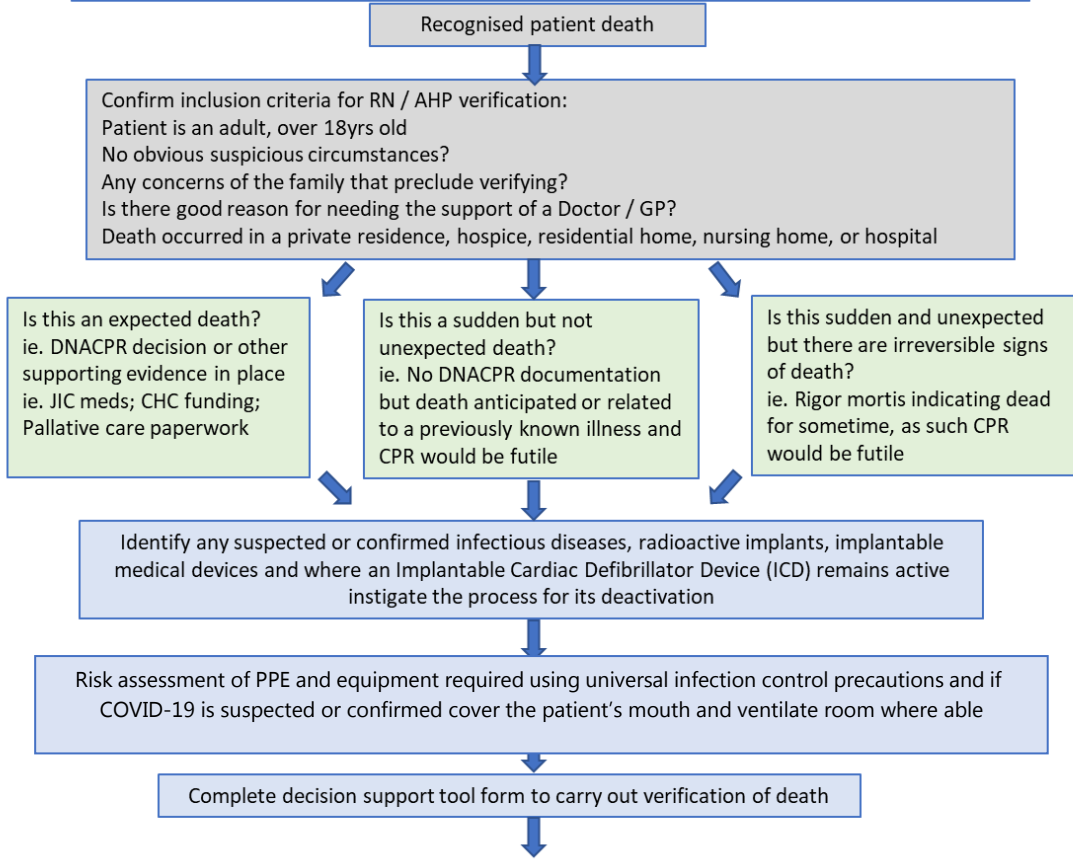 Recognised patient death
Confirm inclusion criteria for RN / AHP verification:
Patient is an adult, over 18yrs old
No obvious suspicious circumstances?
Any concerns of the family that preclude verifying?
Is there good reason for needing the support of a Doctor / GP?
Death occurred in a private residence, hospice, residential home, nursing home, or hospital
Is this an expected death?
ie. DNACPR decision or other
supporting evidence in place
ie. JIC meds; CHC funding;
Pallative care paperwork
Is this a sudden but not
unexpected death?
ie. No DNACPR documentation
but death anticipated or related
to a previously known illness and
CPR would be futile
Is this sudden and unexpected
but there are irreversible signs
of death?
ie. Rigor mortis indicating dead
for sometime, as such CPR
would be futile
Identify any suspected or confirmed infectious diseases, radioactive implants, implantable
medical devices and where an Implantable Cardiac Defibrillator Device (ICD) remains active
instigate the process for its deactivation
Risk assessment of PPE and equipment required using universal infection control precautions and if
COVID-19 is suspected or confirmed cover the patient’s mouth and ventilate room where able
Complete decision support tool form to carry out verification of death